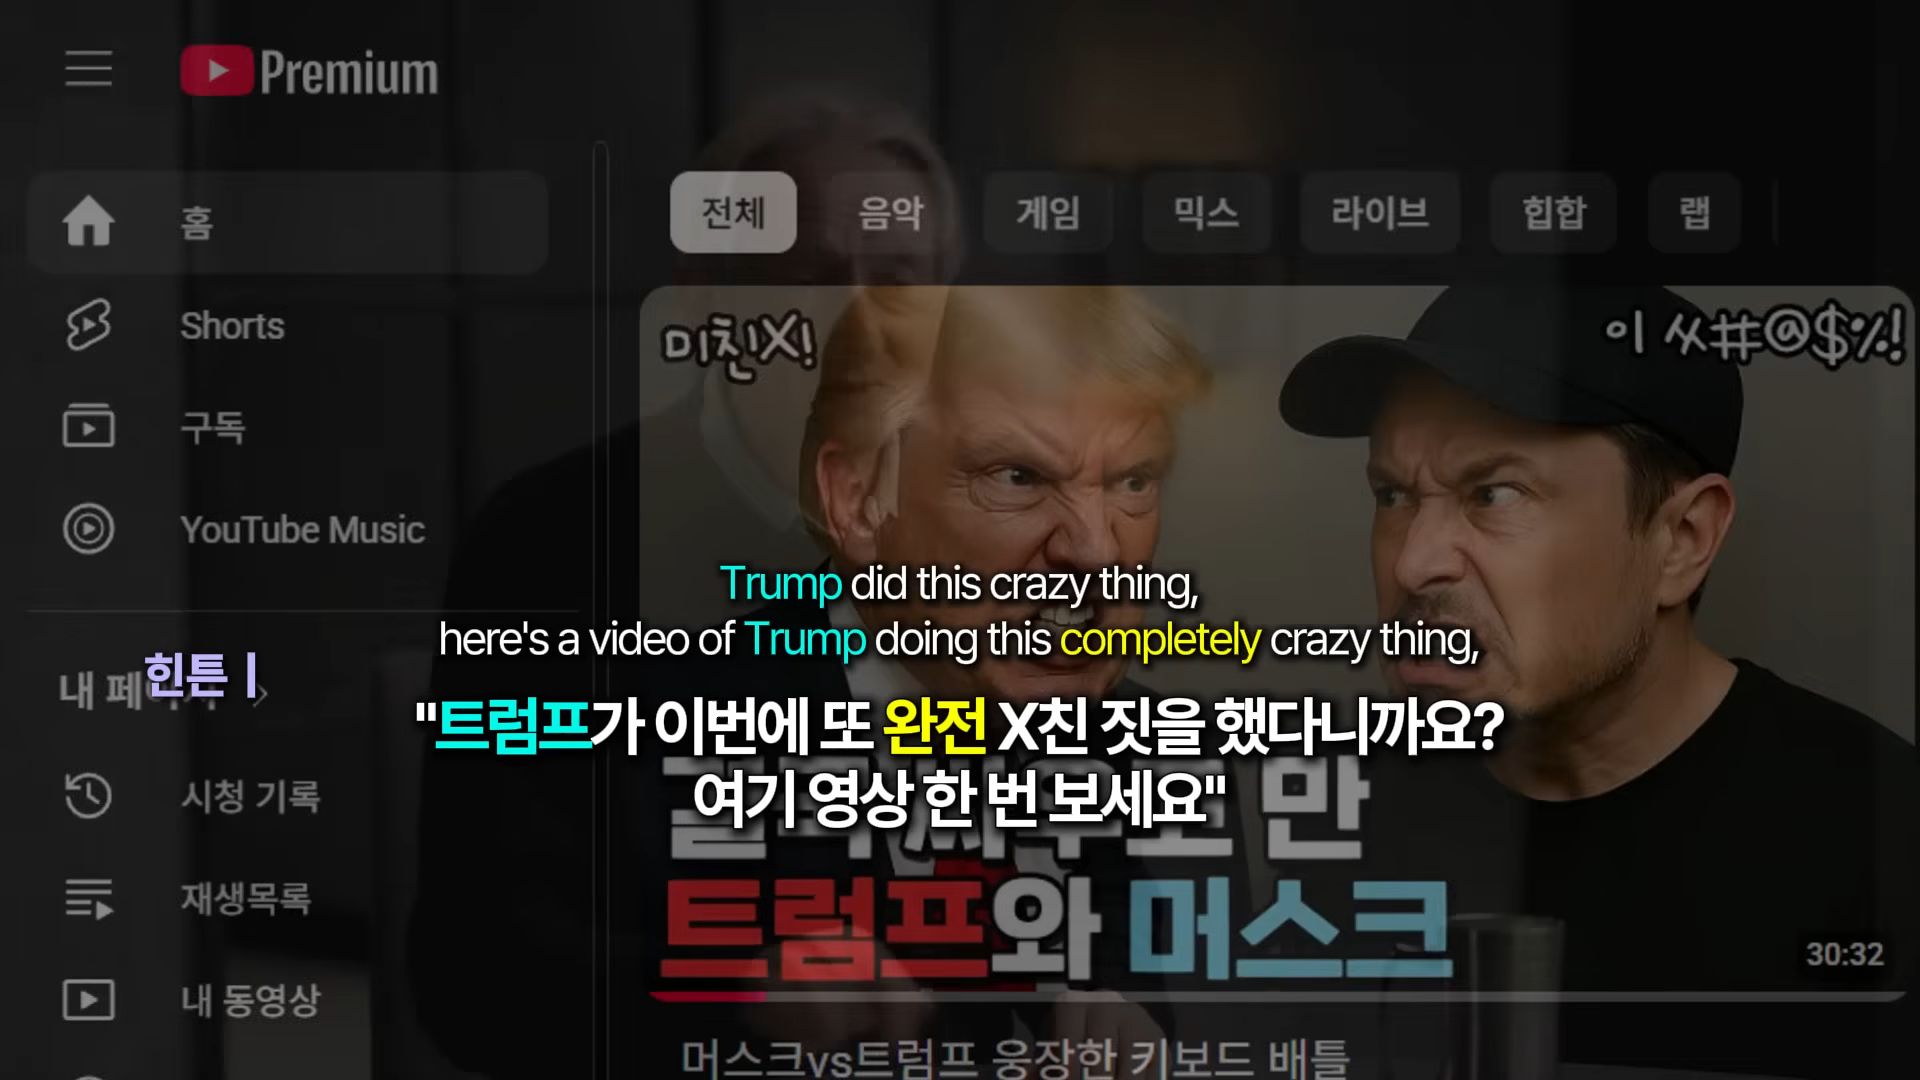 Premium
홈
Shorts
구독
YouTube Music
내 페
힌튼 |
시청 기록
재생목록
내 동영상
전체 음악 게임 믹스 라이브 힙합 랩
미친X!
이 ㅆ#@$%!
Trump did this crazy thing,
here's a video of Trump doing this completely crazy thing,
"트럼프가 이번에 또 완전 X친 짓을 했다니까요?
여기 영상 한 번 보세요"
만
트럼프와 머스크
30:32
머스크vs트럼프 웅장한 키보드 배틀